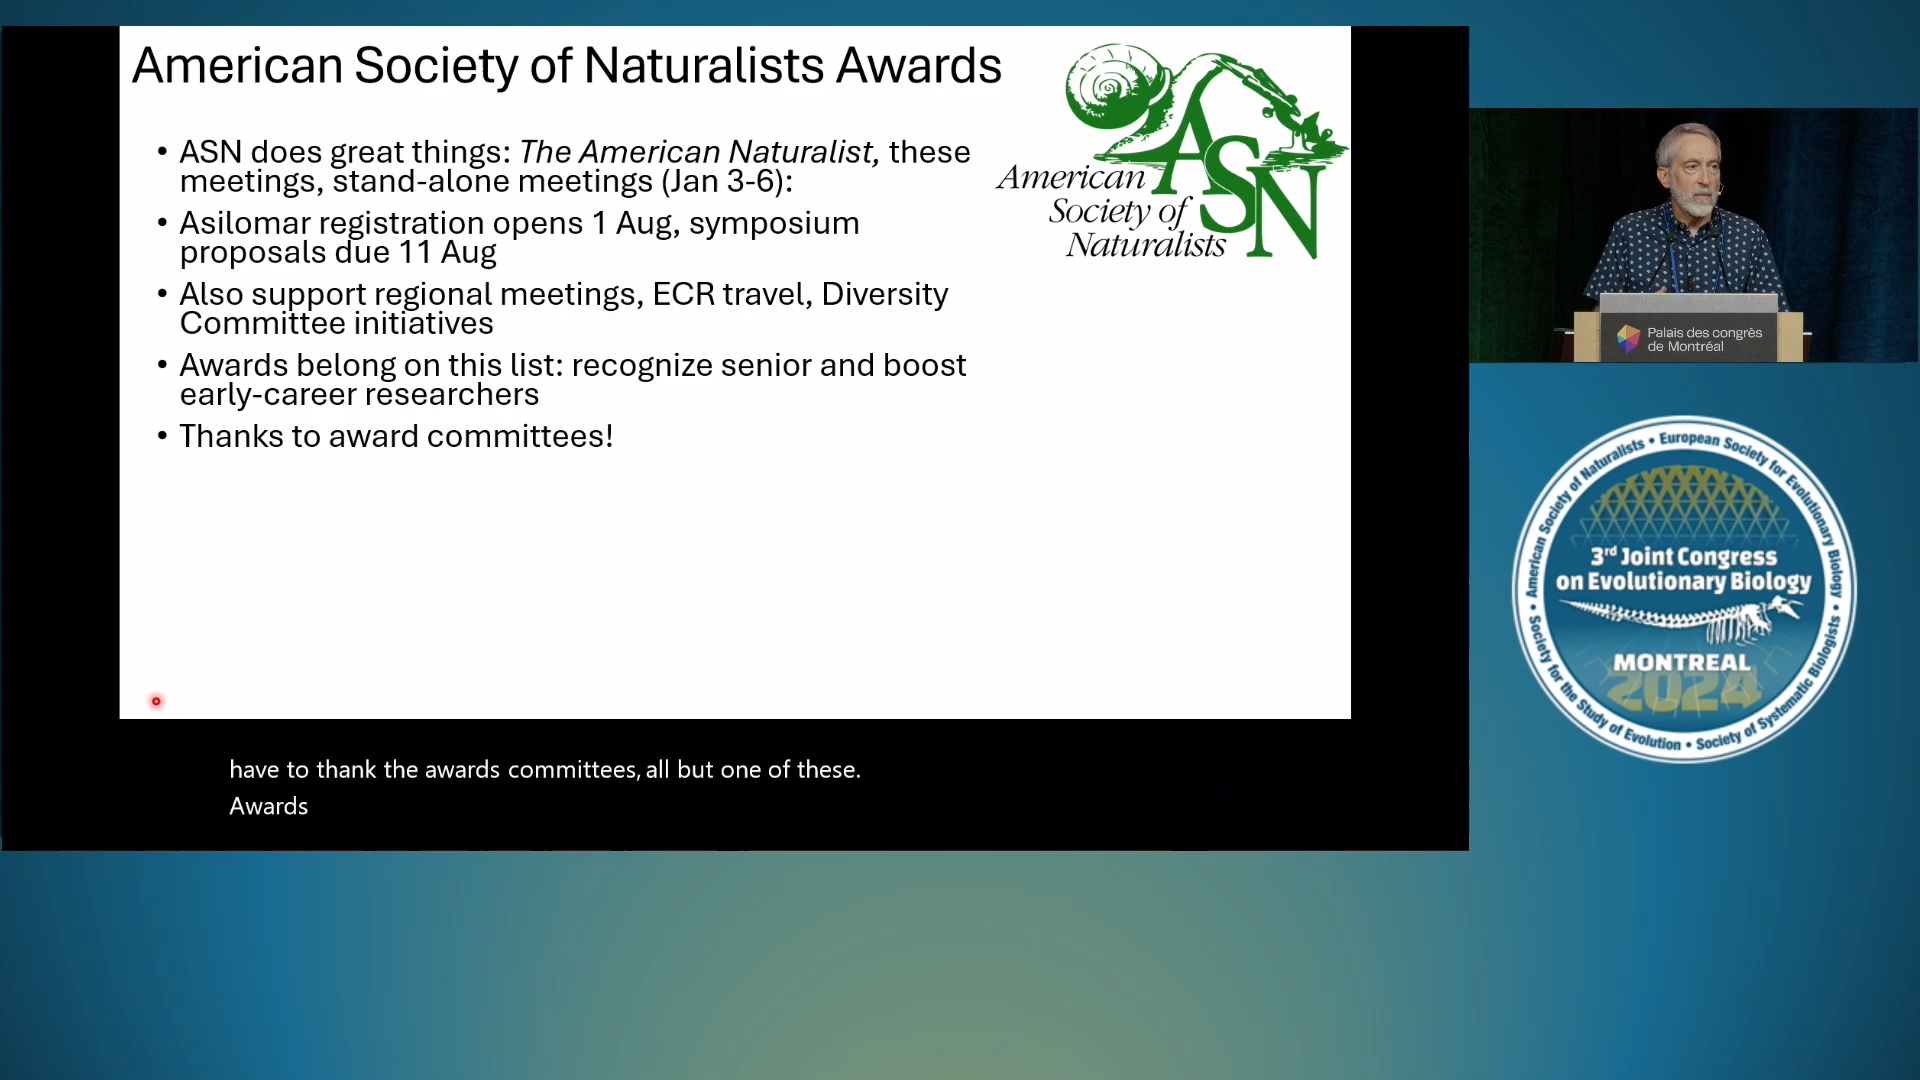 American Society of Naturalists Awards
• ASN does great things: The American Naturalist, these
meetings, stand-alone meetings (Jan 3-6):
• Asilomar registration opens 1 Aug, symposium
proposals due 11 Aug
• Also support regional meetings, ECR travel, Diversity
Committee initiatives
• Awards belong on this list: recognize senior and boost
early-career researchers
• Thanks to award committees!
ASN
American
Society of
Naturalists
have to thank the awards committees, all but one of these.
Awards
Palais des congrès
de Montréal
American Society of Naturalists • European Society for Evolutionary Biology •
Society for the Study of Evolution • Society of Systematic Biologists •
3rd Joint Congress
on Evolutionary Biology
MONTREAL
2024